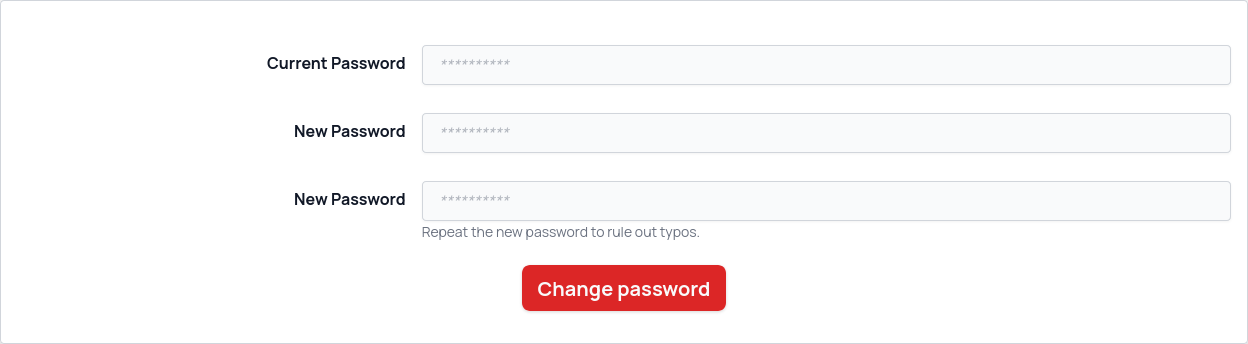 Current Password
**********
New Password
**********
New Password
**********
Repeat the new password to rule out typos.
Change password